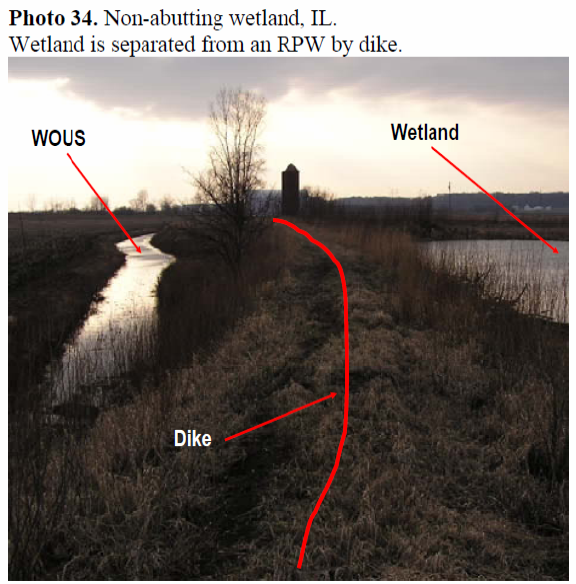 Photo 34. Non-abutting wetland, IL.
Wetland is separated from an RPW by dike.
WOUS
Wetland
Dike